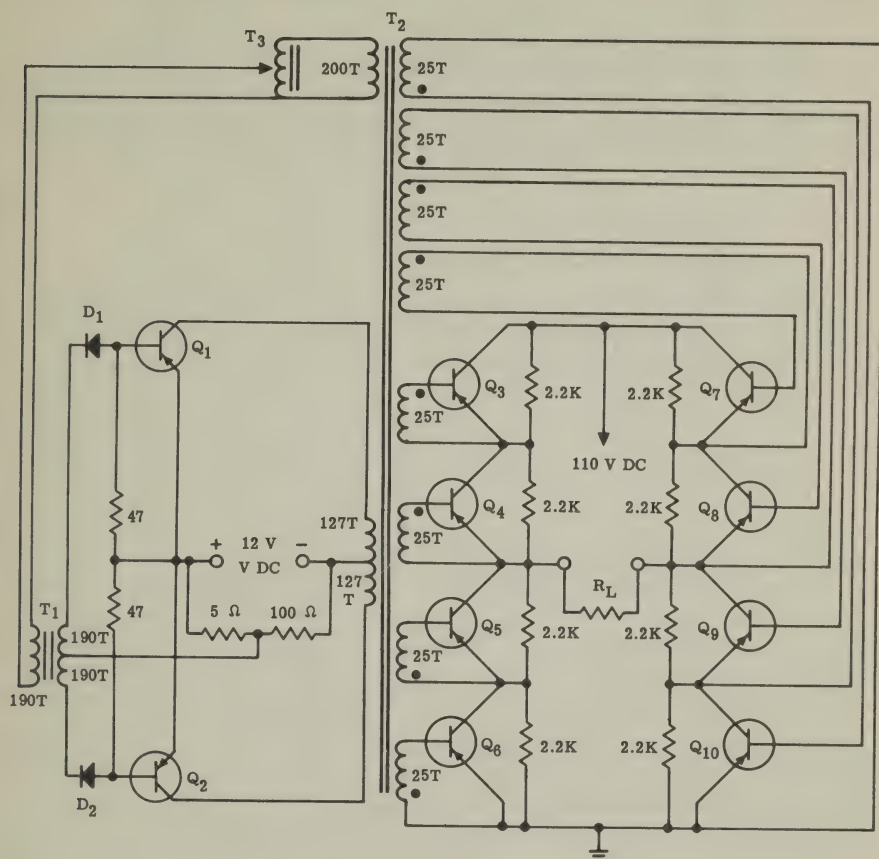 T2
T3
200T
25T
25T
25T
25T
D1
Q1
Q3
2.2K
2.2K
Q7
25T
110 V DC
47
Q4
2.2K
2.2K
Q8
25T
127T
+ 12 V −
V DC
127
T
RL
5 Ω
100 Ω
47
T1
190T
190T
190T
Q5
2.2K
2.2K
Q9
25T
Q6
2.2K
2.2K
Q10
25T
Q2
D2